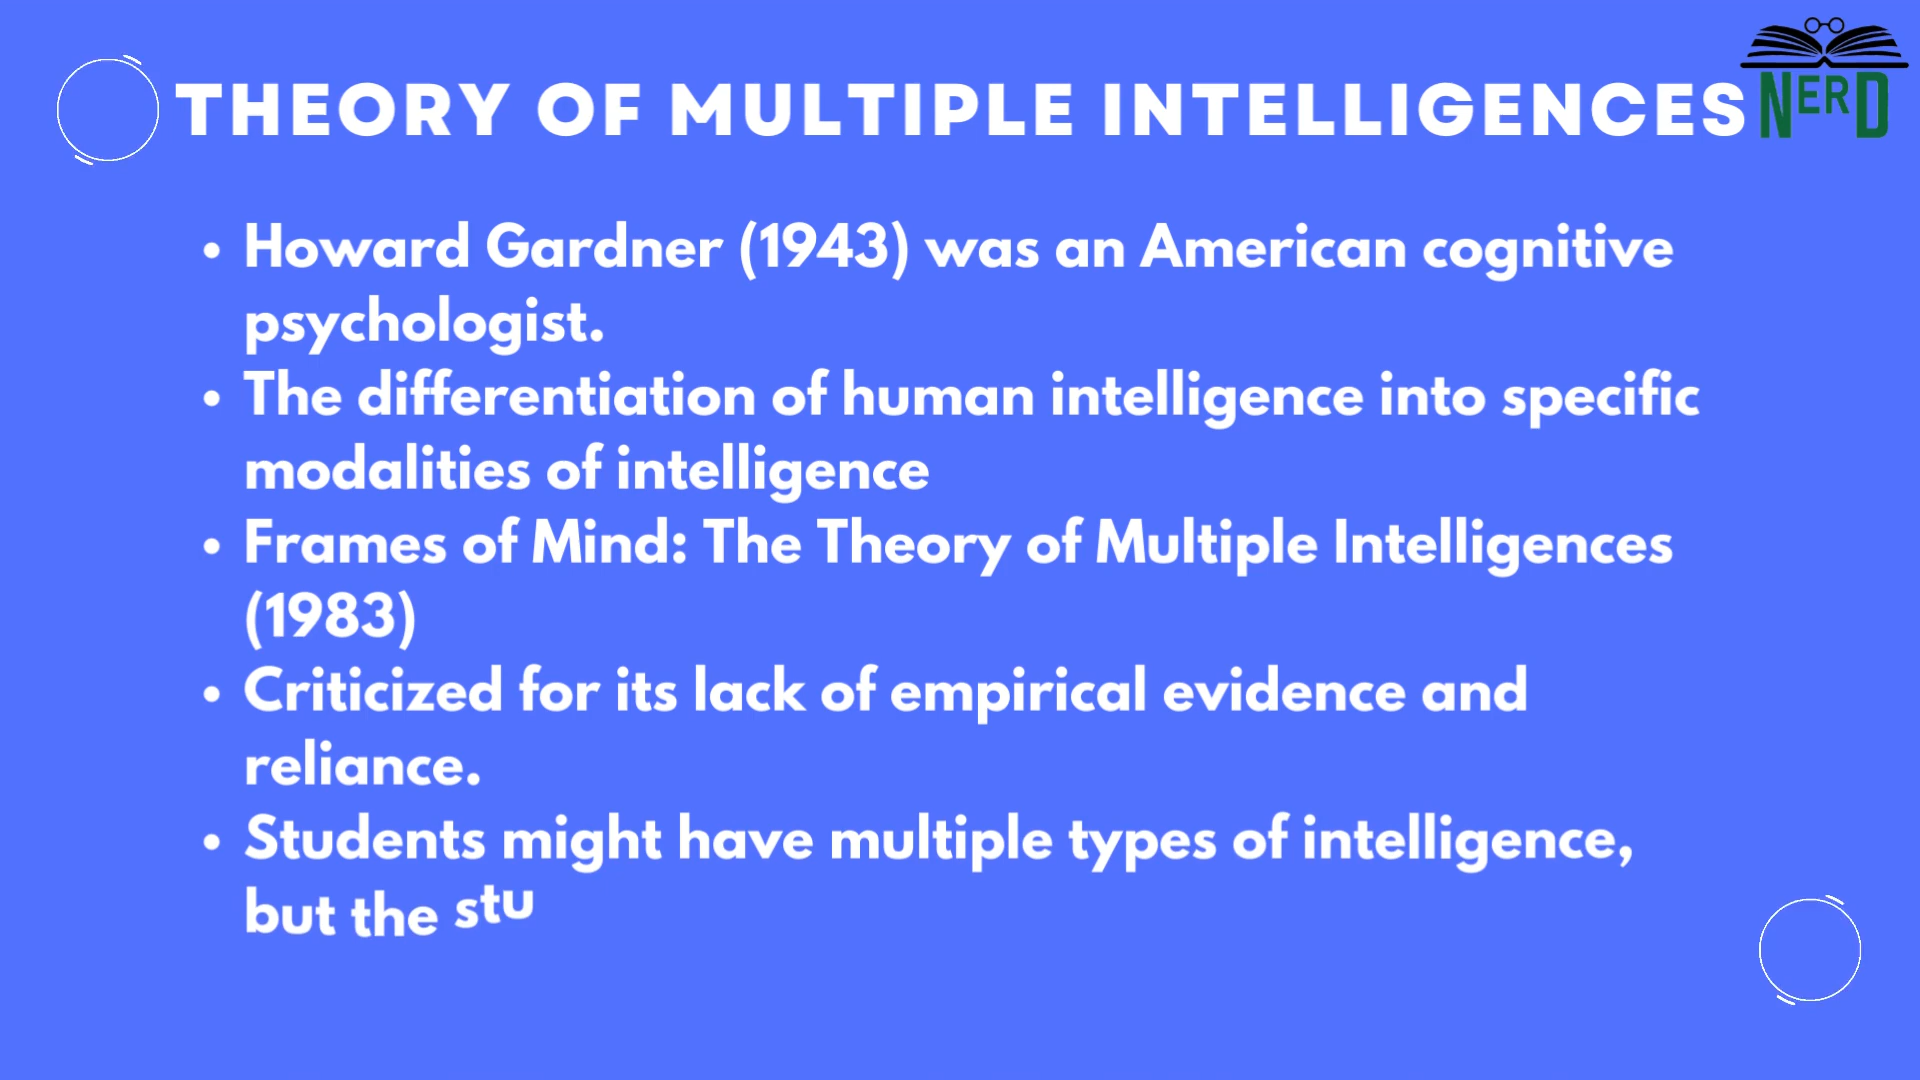 THEORY OF MULTIPLE INTELLIGENCES
NERD
• Howard Gardner (1943) was an American cognitive
psychologist.
• The differentiation of human intelligence into specific
modalities of intelligence
• Frames of Mind: The Theory of Multiple Intelligences
(1983)
• Criticized for its lack of empirical evidence and
reliance.
• Students might have multiple types of intelligence,
but the stu